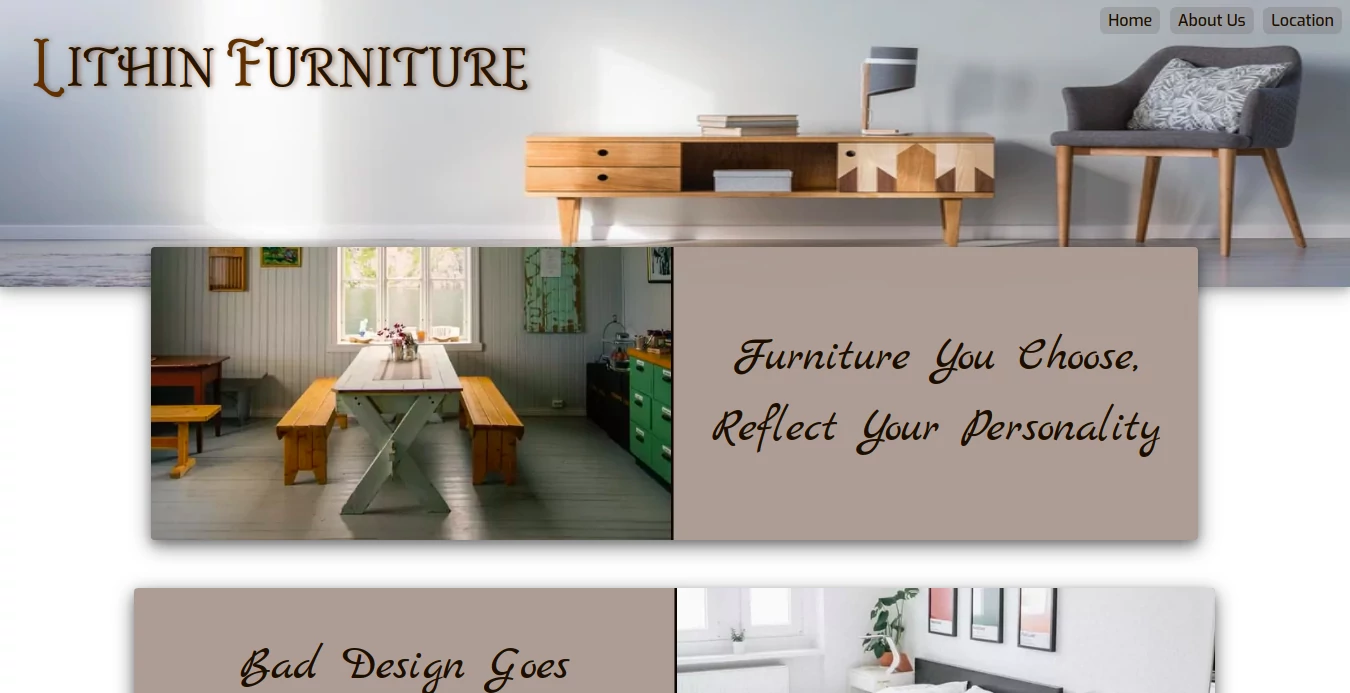 Home About Us Location
Lithin Furniture
Furniture You Choose,
Reflect Your Personality
Bad Design Goes